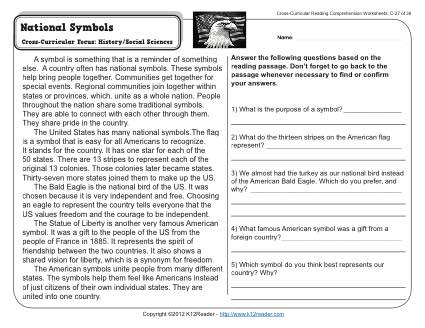 Cross-Curricular Reading Comprehension Worksheets: C-27 of 36
National Symbols
Cross-Curricular Focus: History/Social Sciences
Name
A symbol is something that is a reminder of something
else. A country often has national symbols. These symbols
help bring people together. Communities get together for
special events. Regional communities join together within
states or provinces, which, unite as a whole nation. People
throughout the nation share some traditional symbols.
They are able to connect with each other through them.
They share pride in the country.
The United States has many national symbols.The flag
is a symbol that is easy for all Americans to recognize.
It stands for the country. It has one star for each of the
50 states. There are 13 stripes to represent each of the
original 13 colonies. Those colonies later became states.
Thirty-seven more states joined them to make up the US.
The Bald Eagle is the national bird of the US. It was
chosen because it is very independent and free. Choosing
an eagle to represent the country tells everyone that the
US values freedom and the courage to be independent.
The Statue of Liberty is another very famous American
symbol. It was a gift to the people of the US from the
people of France in 1885. It represents the spirit of
friendship between the two countries. It also shows a
shared vision for liberty, which is a synonym for freedom.
The American symbols unite people from many different
states. The symbols help them feel like Americans instead
of just citizens of their own individual states. They are
united into one country.
Answer the following questions based on the
reading passage. Don't forget to go back to the
passage whenever necessary to find or confirm
your answers.
1) What is the purpose of a symbol?
2) What do the thirteen stripes on the American flag
represent?
3) We almost had the turkey as our national bird instead
of the American Bald Eagle. Which do you prefer, and
why?
4) What famous American symbol was a gift from a
foreign country?
5) Which symbol do you think best represents our
country? Why?
Copyright ©2012 K12Reader - http://www.k12reader.com